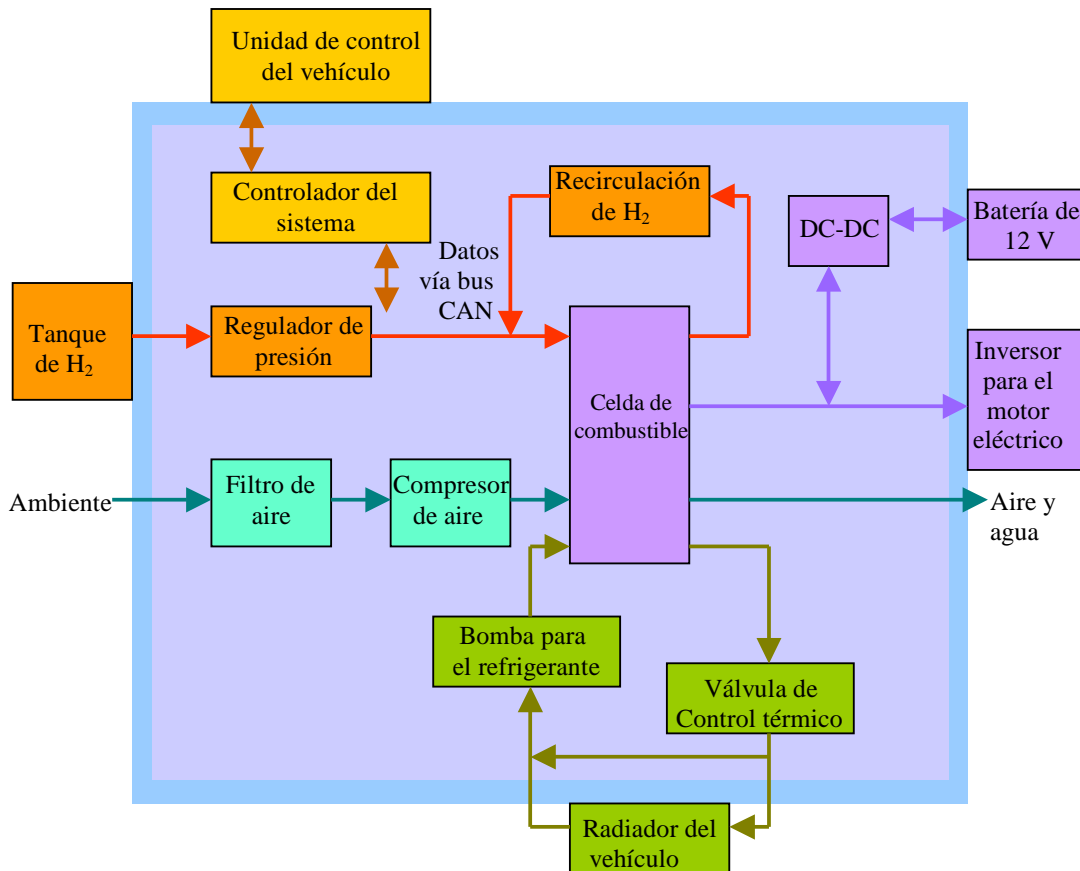 Unidad de control
del vehículo
Controlador del
sistema
Recirculación
de H₂
DC-DC
Batería de
12 V
Datos
vía bus
CAN
Tanque
de H₂
Regulador de
presión
Celda de
combustible
Inversor
para el
motor
eléctrico
Ambiente
Filtro de
aire
Compresor
de aire
Aire y
agua
Bomba para
el refrigerante
Válvula de
Control térmico
Radiador del
vehículo